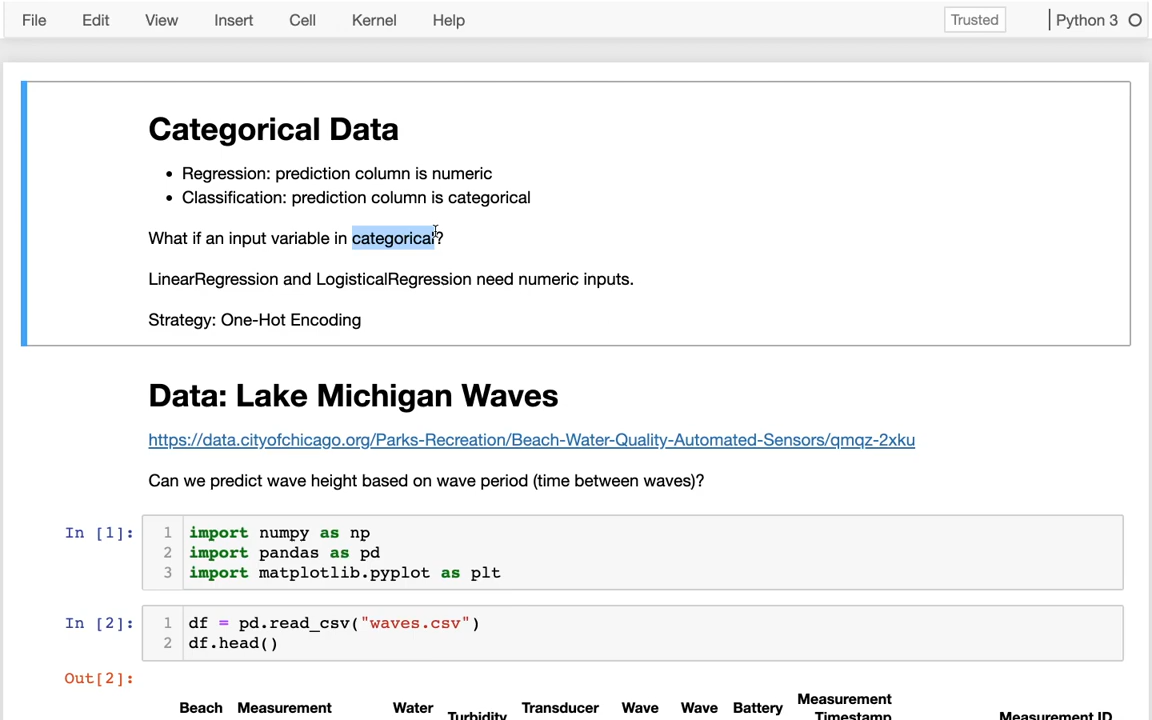 File Edit View Insert Cell Kernel Help Trusted Python 3
Categorical Data
• Regression: prediction column is numeric
• Classification: prediction column is categorical
What if an input variable in categorical?
LinearRegression and LogisticalRegression need numeric inputs.
Strategy: One-Hot Encoding
Data: Lake Michigan Waves
https://data.cityofchicago.org/Parks-Recreation/Beach-Water-Quality-Automated-Sensors/qmqz-2xku
Can we predict wave height based on wave period (time between waves)?
In [1]: 1 import numpy as np
2 import pandas as pd
3 import matplotlib.pyplot as plt
In [2]: 1 df = pd.read_csv("waves.csv")
2 df.head()
Out[2]:
Beach Measurement Water Turbidity Transducer Wave Wave Battery Measurement
Timestamp Measurement ID